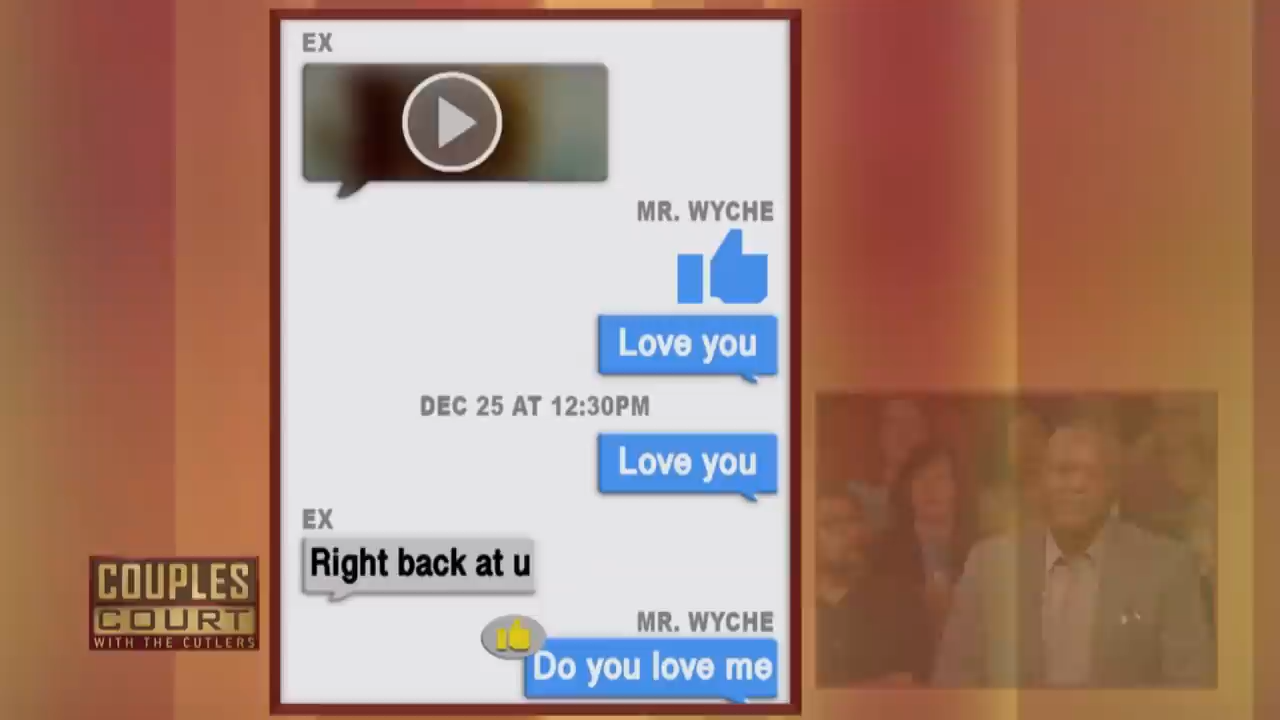 EX
MR. WYCHE
Love you
DEC 25 AT 12:30PM
Love you
EX
Right back at u
MR. WYCHE
Do you love me
COUPLES
COURT
WITH THE CUTLERS